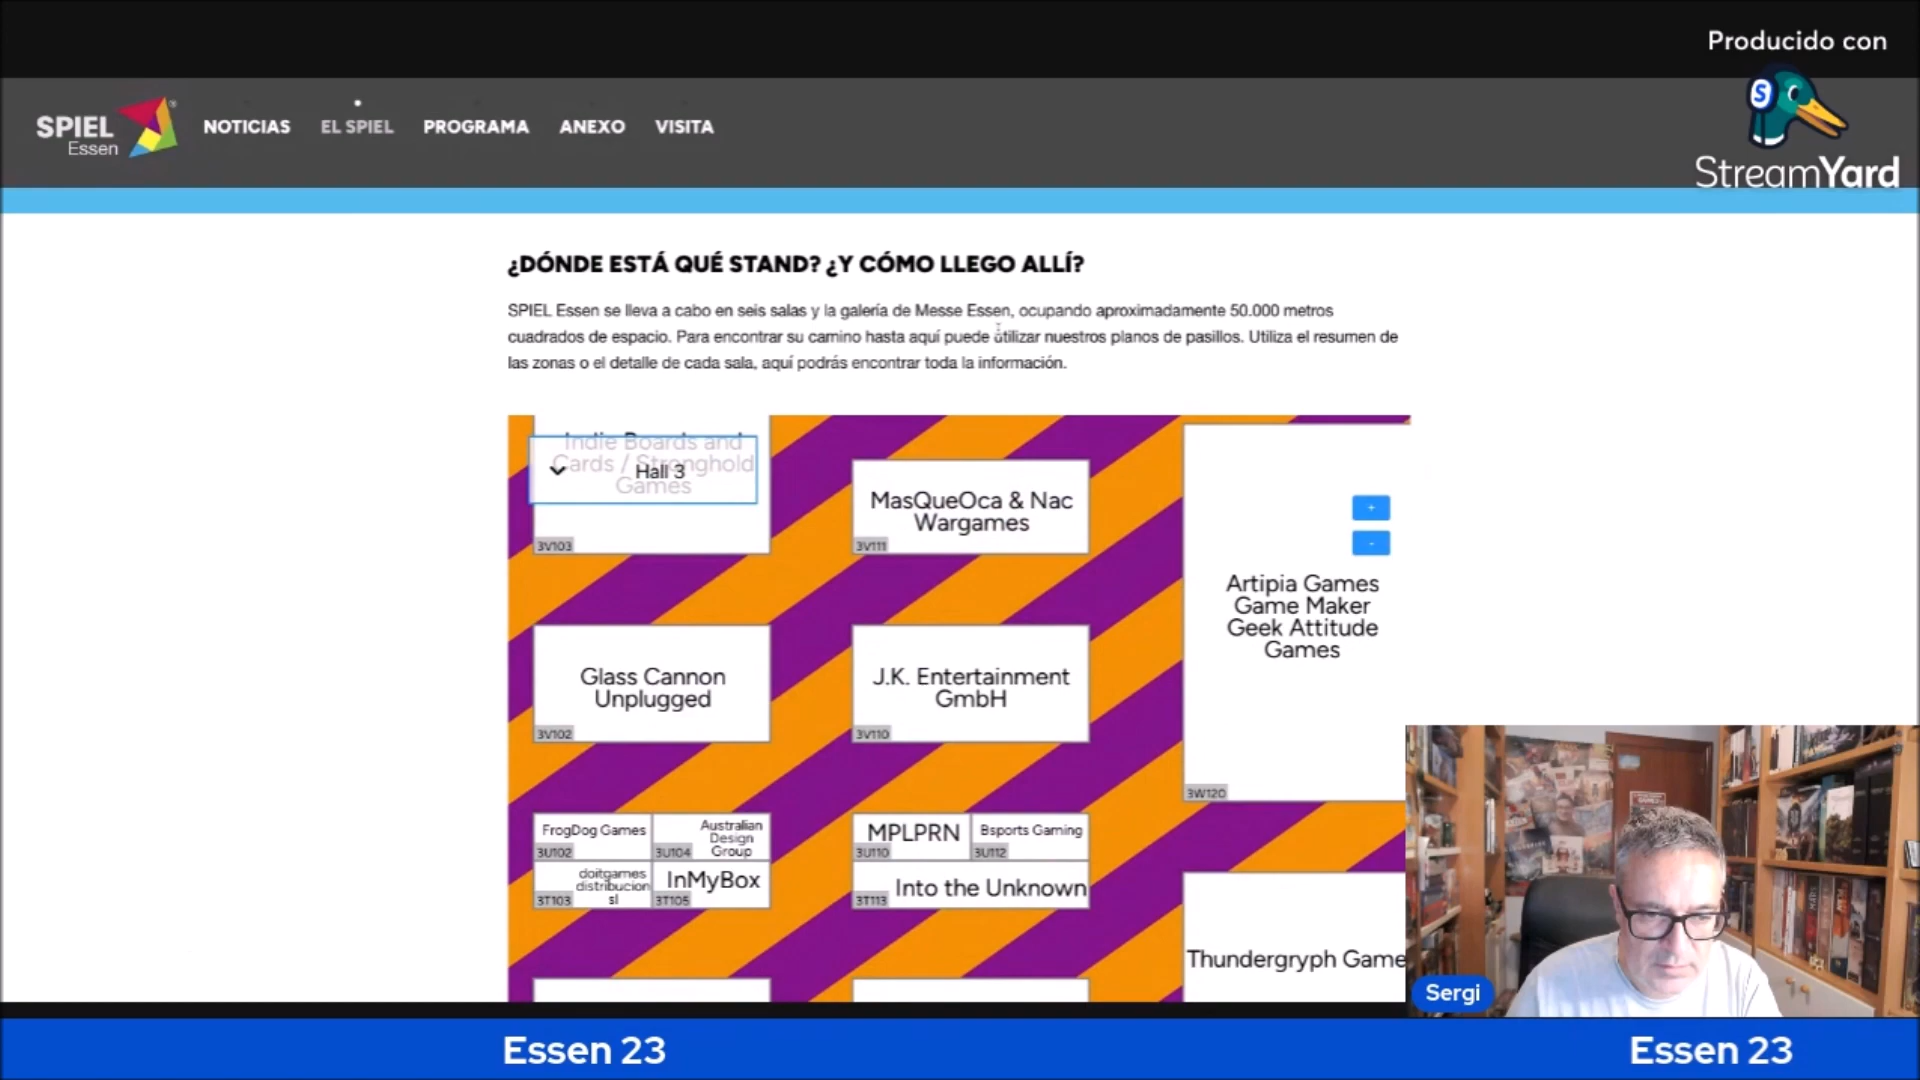 Producido con
StreamYard
SPIEL
Essen
NOTICIAS
EL SPIEL
PROGRAMA
ANEXO
VISITA
¿DÓNDE ESTÁ QUÉ STAND? ¿Y CÓMO LLEGO ALLÍ?
SPIEL Essen se lleva a cabo en seis salas y la galería de Messe Essen, ocupando aproximadamente 50.000 metros
cuadrados de espacio. Para encontrar su camino hasta aquí puede utilizar nuestros planos de pasillos. Utiliza el resumen de
las zonas o el detalle de cada sala, aquí podrás encontrar toda la información.
Indie Boards and
Cards / Stronghold
Games
Hall 3
3V103
MasQueOca & Nac
Wargames
3V111
+
-
Artipia Games
Game Maker
Geek Attitude
Games
3W120
Glass Cannon
Unplugged
3V102
J.K. Entertainment
GmbH
3V110
FrogDog Games
3U102
Australian
Design
Group
3U104
doitgames
distribucion
sl
3T103
InMyBox
3T105
MPLPRN
3U110
Bsports Gaming
3U112
Into the Unknown
3T113
Thundergryph Game
Sergi
Essen 23
Essen 23